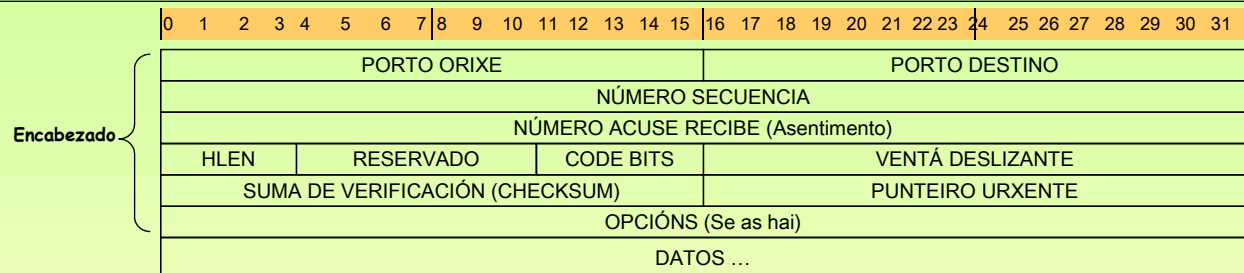 0 1 2 3 4 5 6 7 8 9 10 11 12 13 14 15 16 17 18 19 20 21 22 23 24 25 26 27 28 29 30 31
PORTO ORIXE PORTO DESTINO
NÚMERO SECUENCIA
Encabezado NÚMERO ACUSE RECIBE (Asentimento)
HLEN RESERVADO CODE BITS VENTÁ DESLIZANTE
SUMA DE VERIFICACIÓN (CHECKSUM) PUNTEIRO URXENTE
OPCIÓNS (Se as hai)
DATOS …